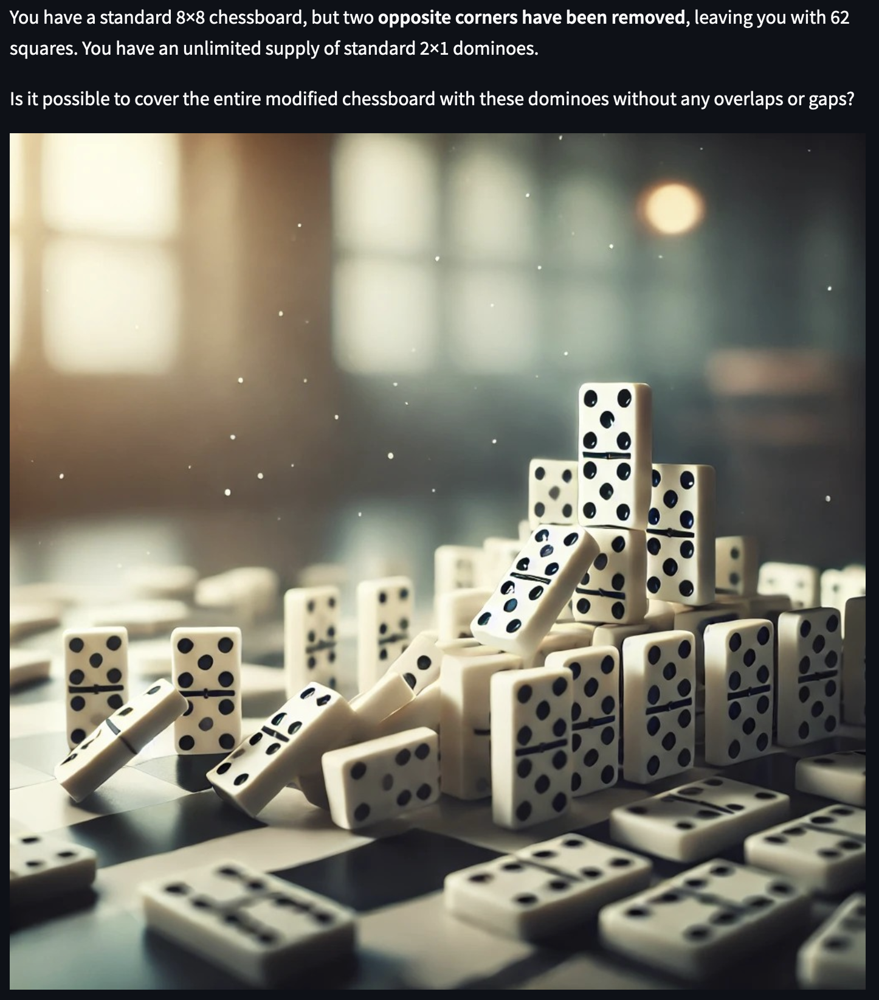 You have a standard 8×8 chessboard, but two opposite corners have been removed, leaving you with 62
squares. You have an unlimited supply of standard 2×1 dominoes.
Is it possible to cover the entire modified chessboard with these dominoes without any overlaps or gaps?